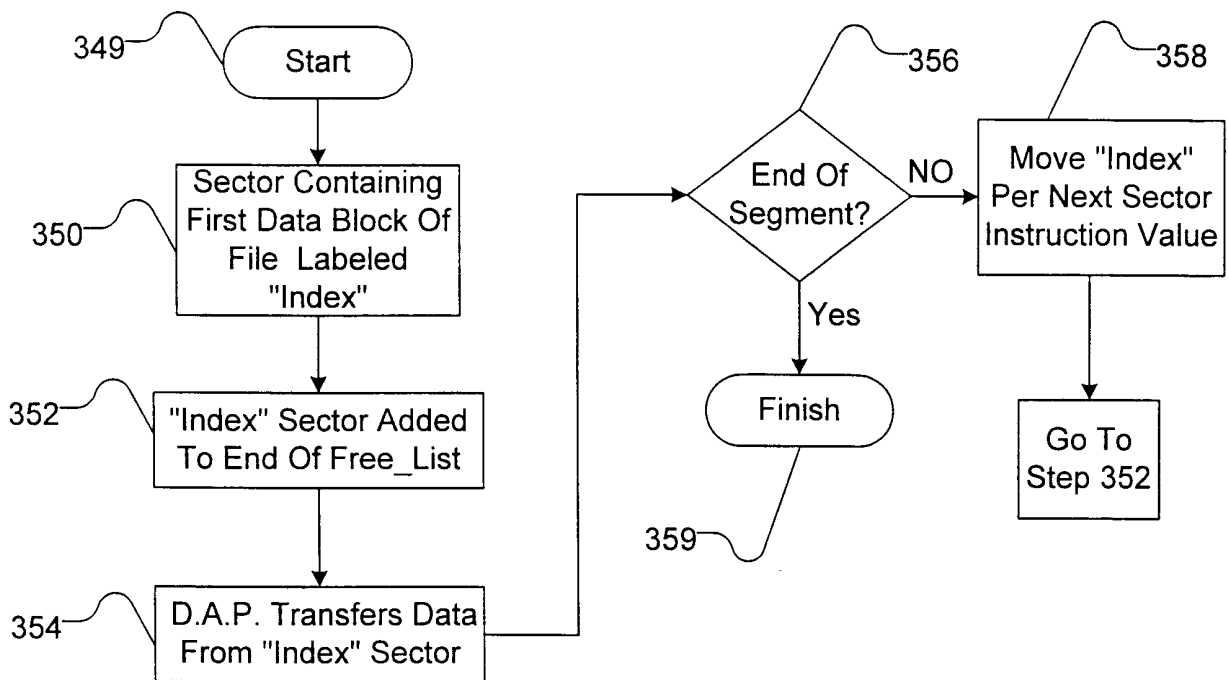 349
Start
350
Sector Containing
First Data Block Of
File Labeled
"Index"
352
"Index" Sector Added
To End Of Free_List
354
D.A.P. Transfers Data
From "Index" Sector
356
End Of
Segment?
NO
Yes
Finish
359
358
Move "Index"
Per Next Sector
Instruction Value
Go To
Step 352